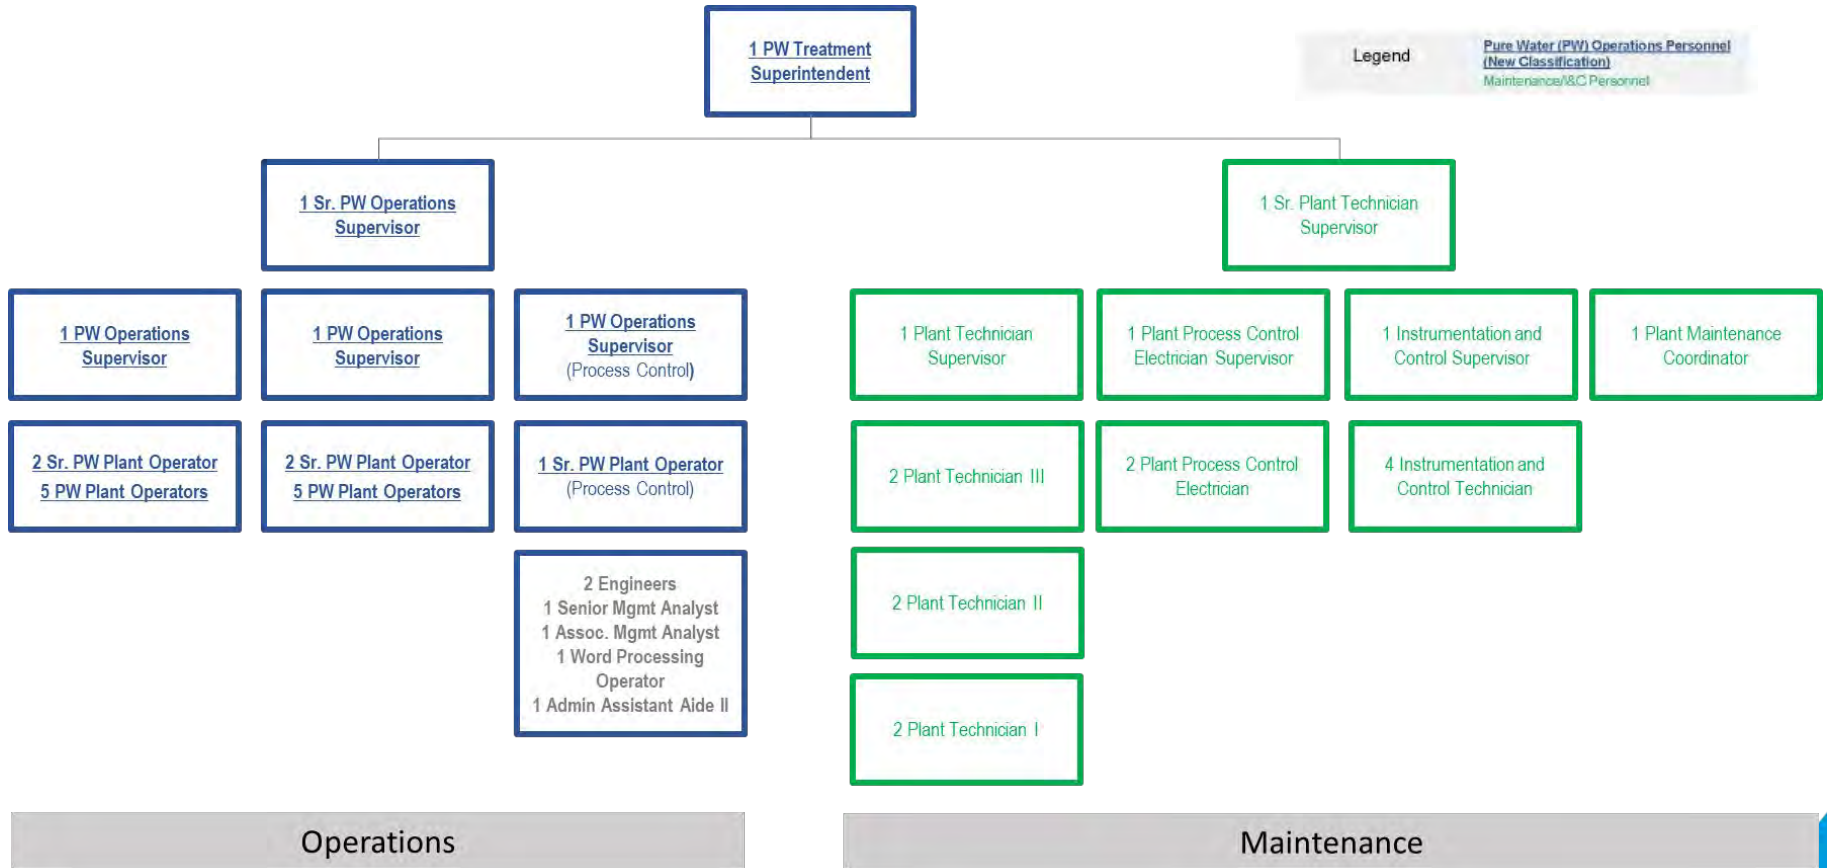 1 PW Treatment
Superintendent
Legend
Pure Water (PW) Operations Personnel
(New Classification)
Maintenance/I&C Personnel
1 Sr. PW Operations
Supervisor
1 Sr. Plant Technician
Supervisor
1 PW Operations
Supervisor
1 PW Operations
Supervisor
1 PW Operations
Supervisor
(Process Control)
1 Plant Technician
Supervisor
1 Plant Process Control
Electrician Supervisor
1 Instrumentation and
Control Supervisor
1 Plant Maintenance
Coordinator
2 Sr. PW Plant Operator
5 PW Plant Operators
2 Sr. PW Plant Operator
5 PW Plant Operators
1 Sr. PW Plant Operator
(Process Control)
2 Plant Technician III
2 Plant Process Control
Electrician
4 Instrumentation and
Control Technician
2 Engineers
1 Senior Mgmt Analyst
1 Assoc. Mgmt Analyst
1 Word Processing
Operator
1 Admin Assistant Aide II
2 Plant Technician II
2 Plant Technician I
Operations
Maintenance